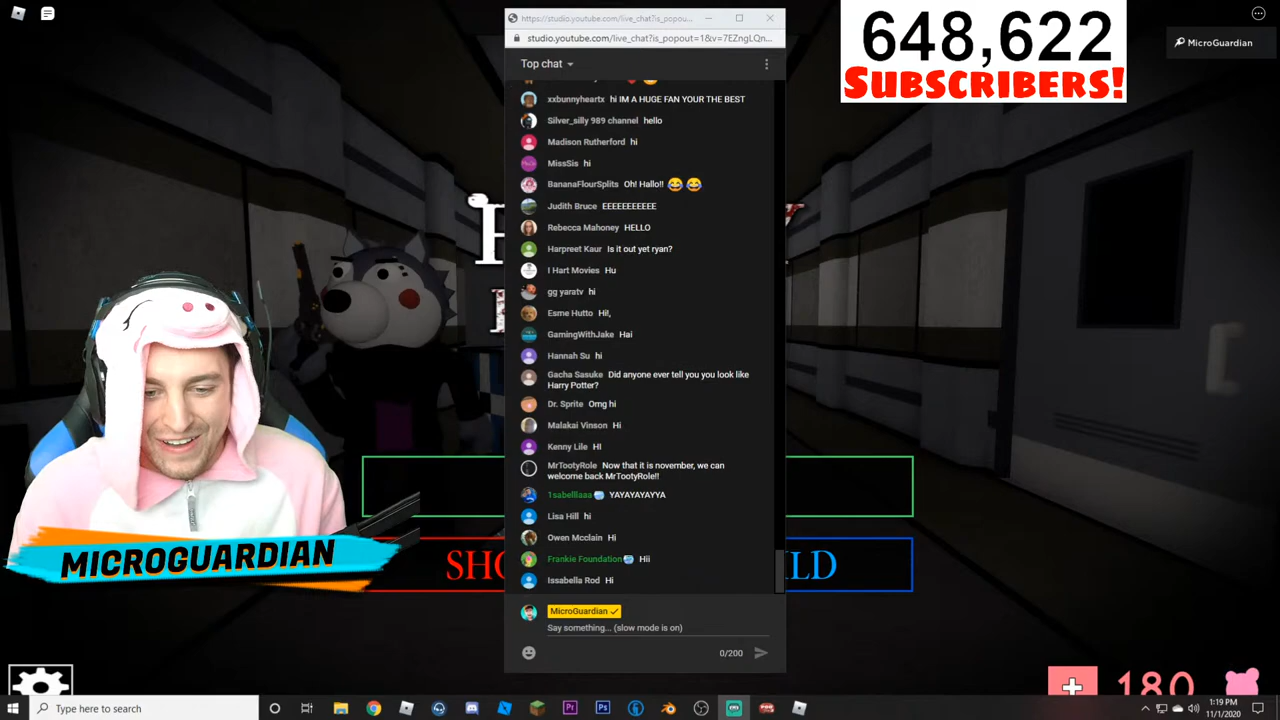 https://studio.youtube.com/live_chat?is_popou...
studio.youtube.com/live_chat?is_popout=1&v=7EZngLQn...
648,622
SUBSCRIBERS!
MicroGuardian
Top chat
xxbunnyheartx hi IM A HUGE FAN YOUR THE BEST
Silver_silly 989 channel hello
Madison Rutherford hi
MissSis hi
BananaFlourSplits Oh! Hallo!! 😂 😂
Judith Bruce EEEEEEEEEEE
Rebecca Mahoney HELLO
Harpreet Kaur Is it out yet ryan?
I Hart Movies Hu
gg yaratv hi
Esme Hutto Hi!,
GamingWithJake Hai
Hannah Su hi
Gacha Sasuke Did anyone ever tell you you look like
Harry Potter?
Dr. Sprite Omg hi
Malakai Vinson Hi
Kenny Lile HI
MrTootyRole Now that it is november, we can
welcome back MrTootyRole!!
1sabelllaaa YAYAYAYAYYA
Lisa Hill hi
Owen Mcclain Hi
Frankie Foundation Hii
Issabella Rod Hi
MicroGuardian ✓
Say something... (slow mode is on)
0/200
MICROGUARDIAN
180
Type here to search
1:19 PM
11/1/2020